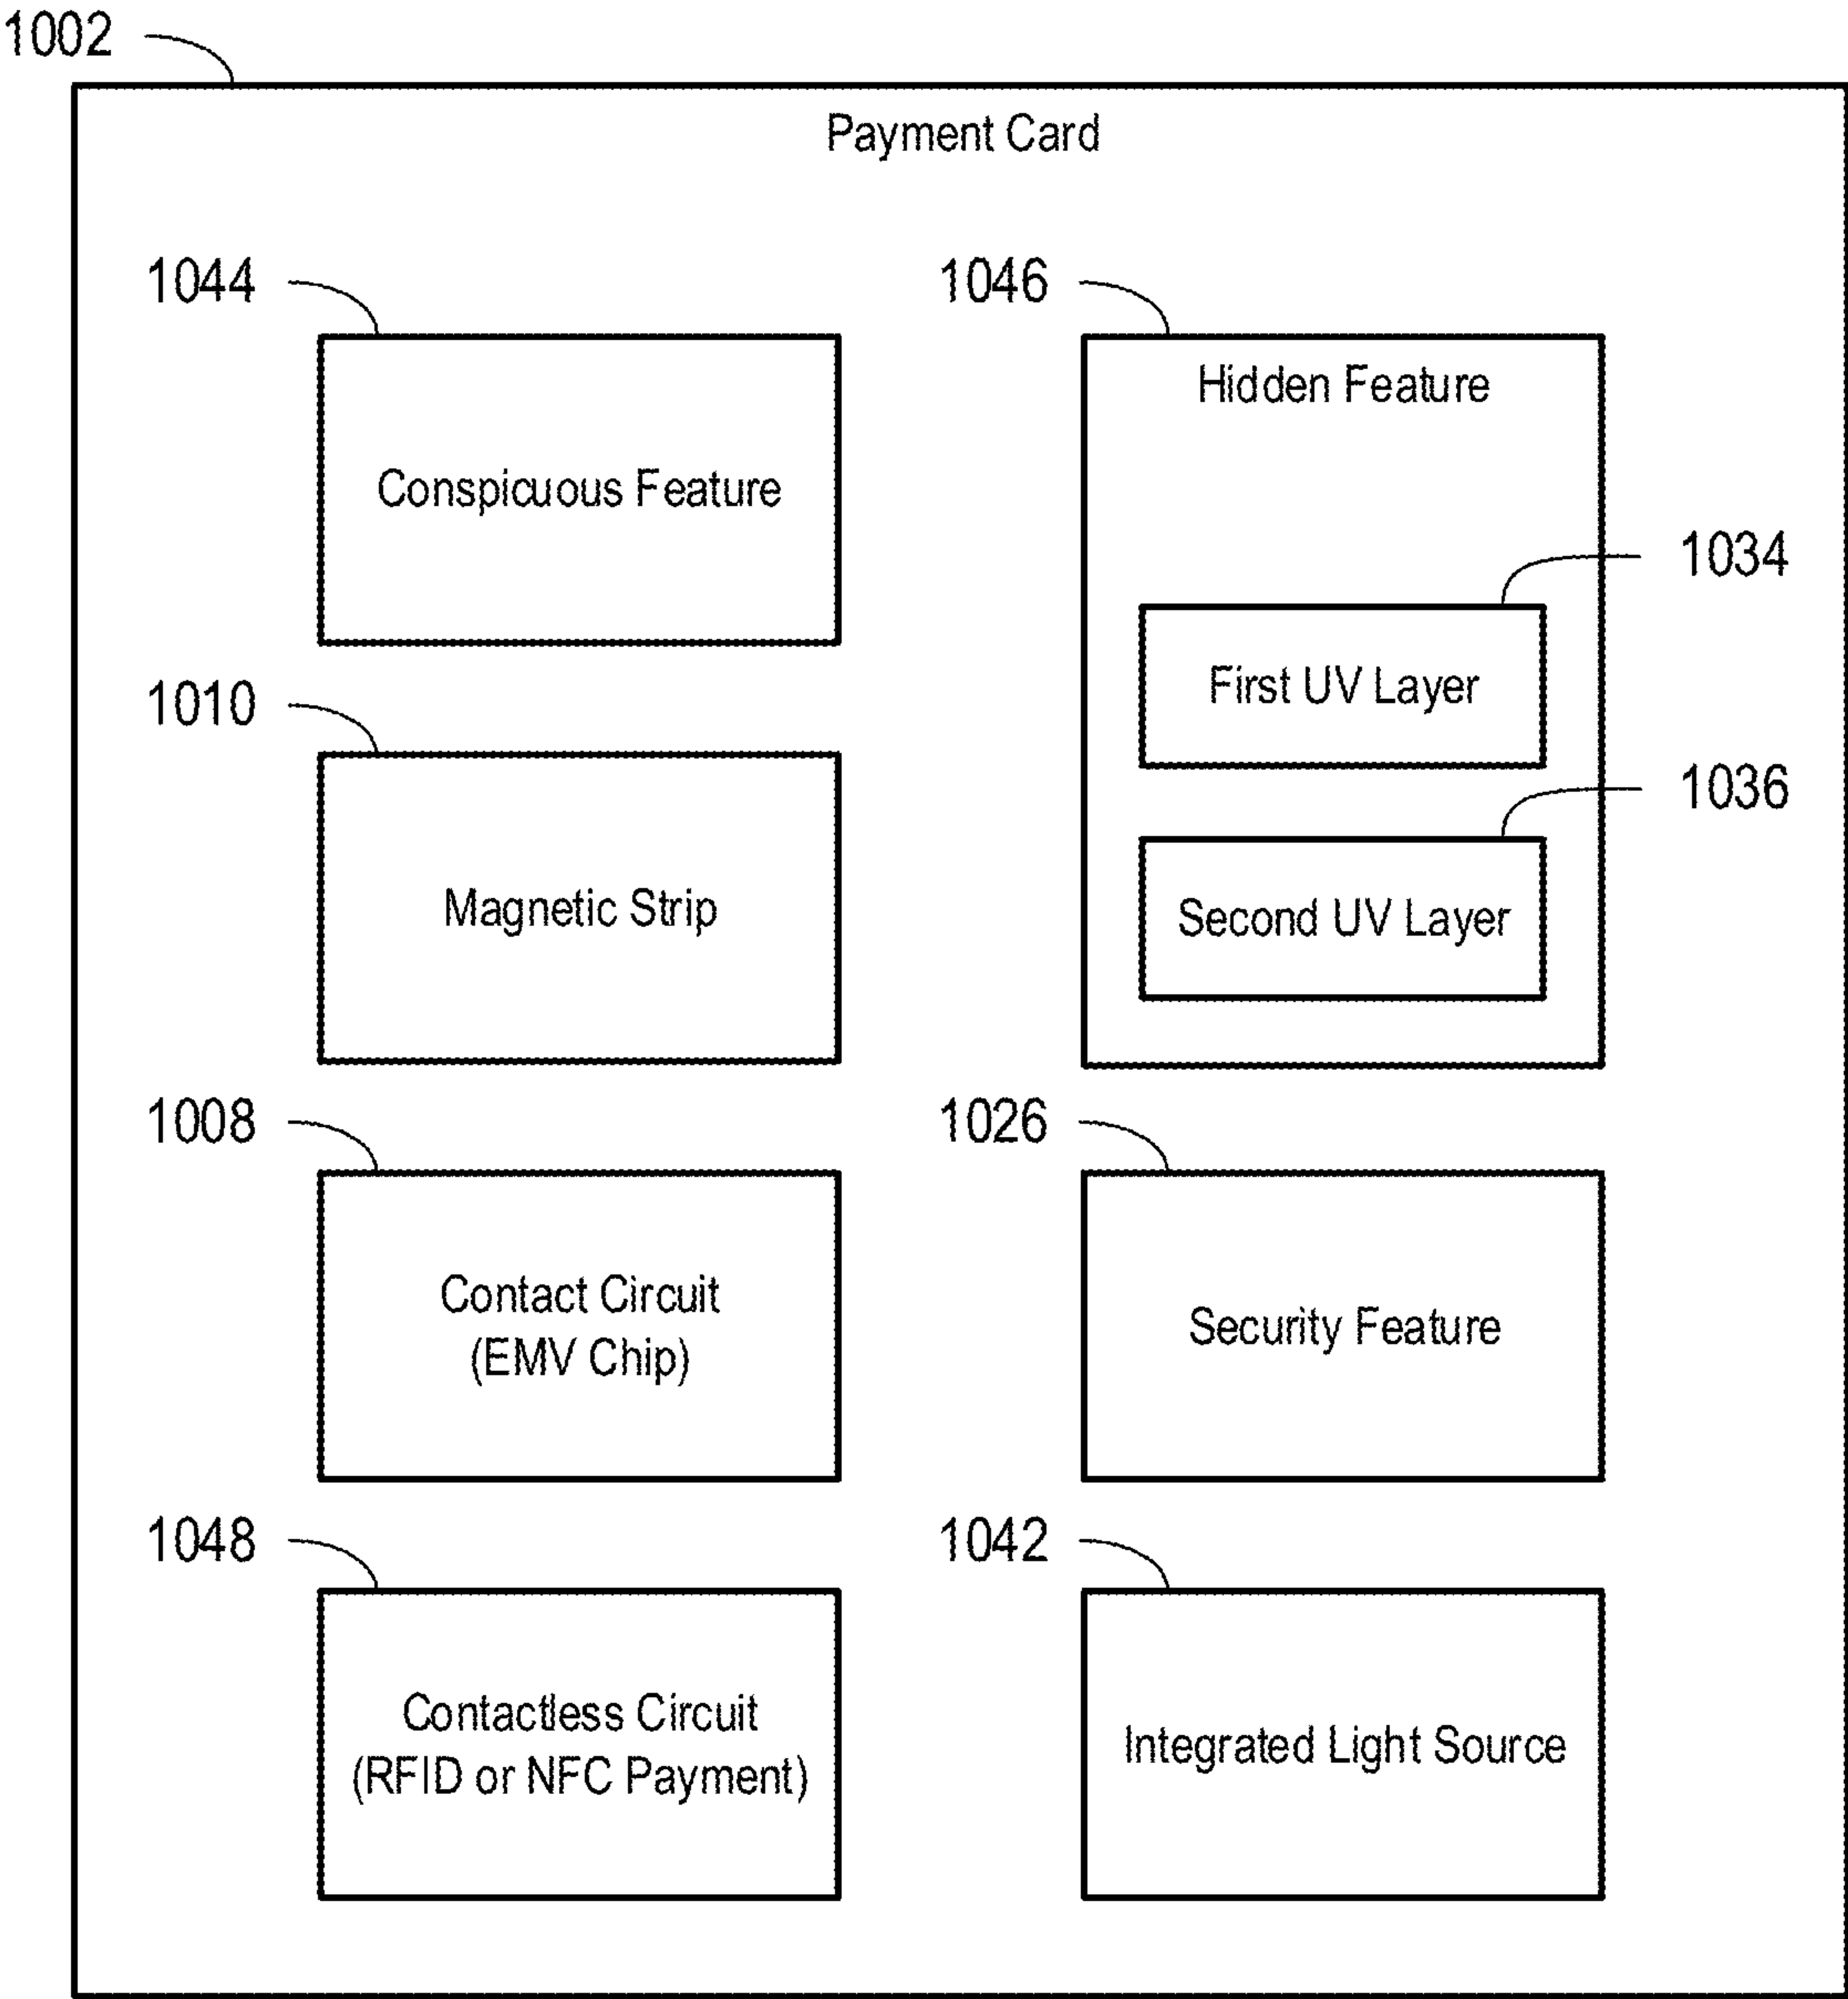 1002
Payment Card
1044
Conspicuous Feature
1046
Hidden Feature
1034
First UV Layer
1036
Second UV Layer
1010
Magnetic Strip
1008
Contact Circuit
(EMV Chip)
1026
Security Feature
1048
Contactless Circuit
(RFID or NFC Payment)
1042
Integrated Light Source